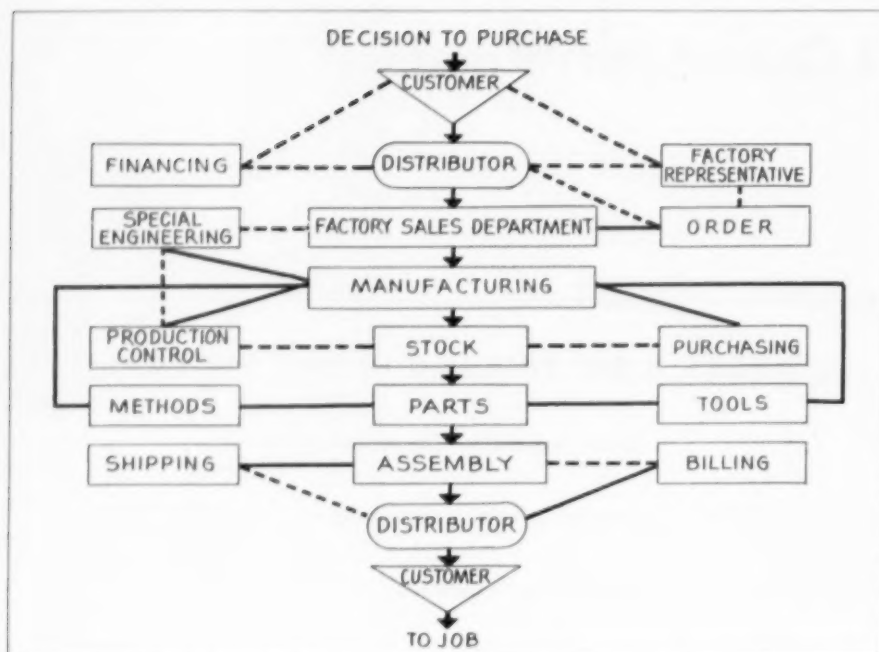 DECISION TO PURCHASE
CUSTOMER
FINANCING
DISTRIBUTOR
FACTORY
REPRESENTATIVE
SPECIAL
ENGINEERING
FACTORY SALES DEPARTMENT
ORDER
MANUFACTURING
PRODUCTION
CONTROL
STOCK
PURCHASING
METHODS
PARTS
TOOLS
SHIPPING
ASSEMBLY
BILLING
DISTRIBUTOR
CUSTOMER
TO JOB